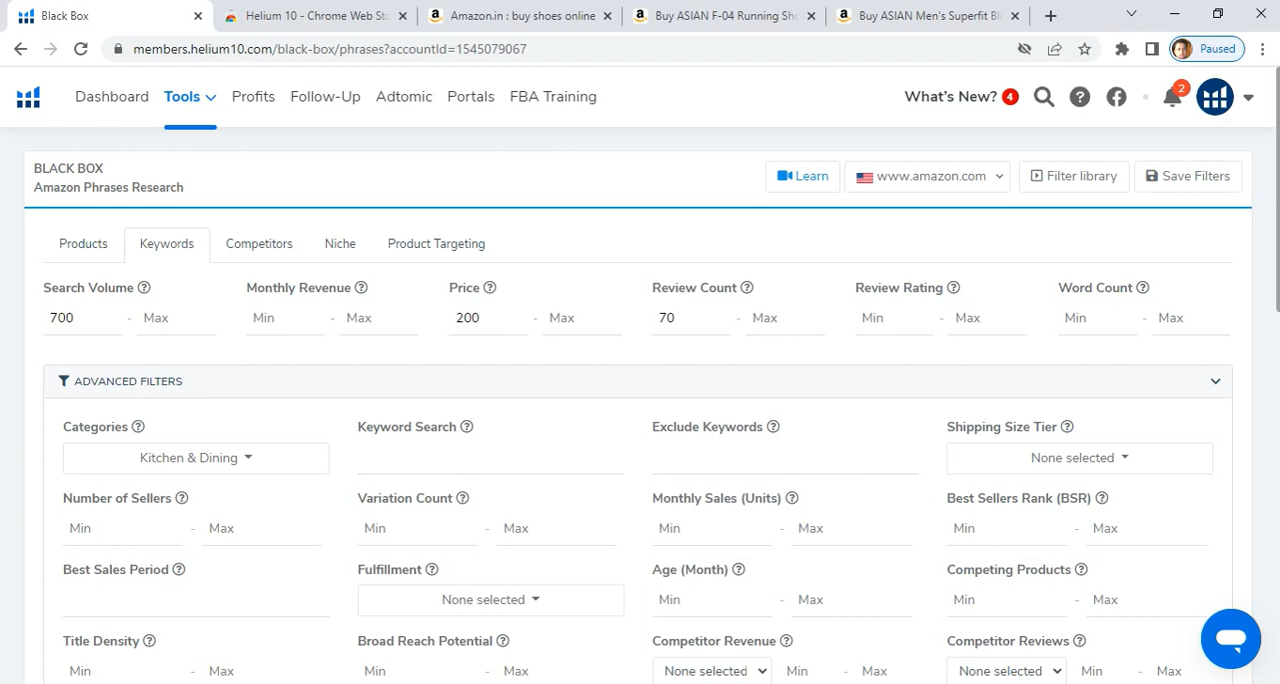 Black Box
Helium 10 - Chrome Web Sto
Amazon.in : buy shoes online
Buy ASIAN F-04 Running Sho
Buy ASIAN Men's Superfit Bl
members.helium10.com/black-box/phrases?accountId=1545079067
Paused
Dashboard Tools Profits Follow-Up Adtomic Portals FBA Training
What's New? 4
2
BLACK BOX
Amazon Phrases Research
Learn
www.amazon.com
Filter library
Save Filters
Products Keywords Competitors Niche Product Targeting
Search Volume Monthly Revenue Price Review Count Review Rating Word Count
700 - Max Min - Max 200 - Max 70 - Max Min - Max Min - Max
ADVANCED FILTERS
Categories Keyword Search Exclude Keywords Shipping Size Tier
Kitchen & Dining None selected
Number of Sellers Variation Count Monthly Sales (Units) Best Sellers Rank (BSR)
Min - Max Min - Max Min - Max Min - Max
Best Sales Period Fulfillment Age (Month) Competing Products
None selected Min - Max Min - Max
Title Density Broad Reach Potential Competitor Revenue Competitor Reviews
Min - Max Min - Max None selected Min - Max None selected Min - Max